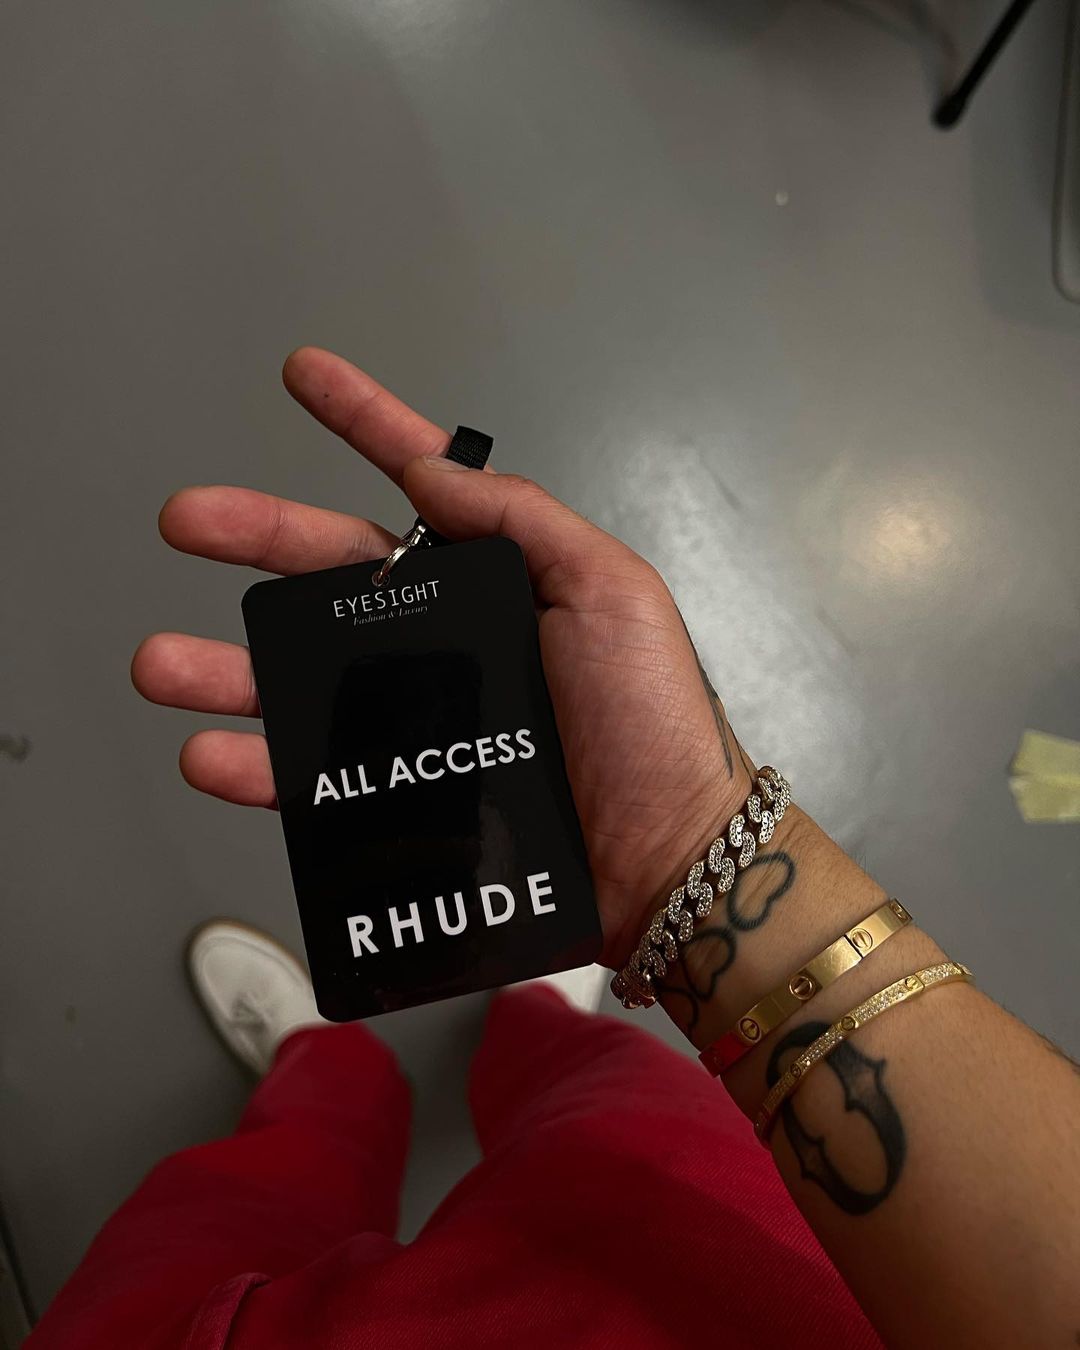 EYESIGHT
Fashion & Luxury
ALL ACCESS
RHUDE